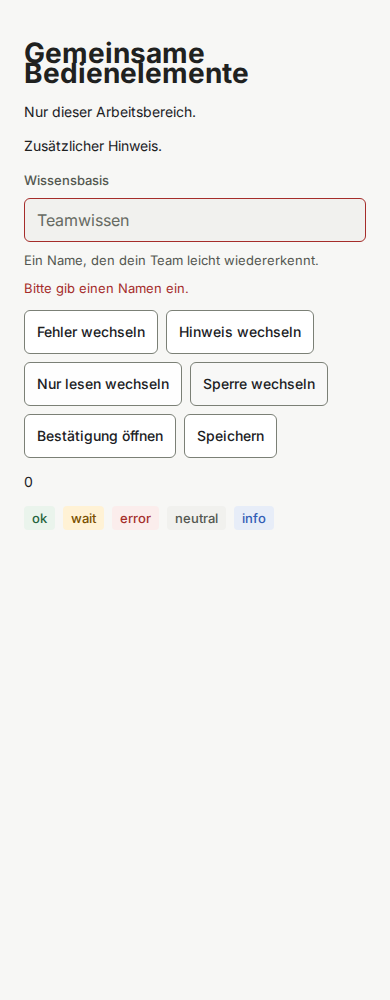 Gemeinsame
Bedienelemente
Nur dieser Arbeitsbereich.
Zusätzlicher Hinweis.
Wissensbasis
Teamwissen
Ein Name, den dein Team leicht wiedererkennt.
Bitte gib einen Namen ein.
Fehler wechseln Hinweis wechseln
Nur lesen wechseln Sperre wechseln
Bestätigung öffnen Speichern
0
ok wait error neutral info